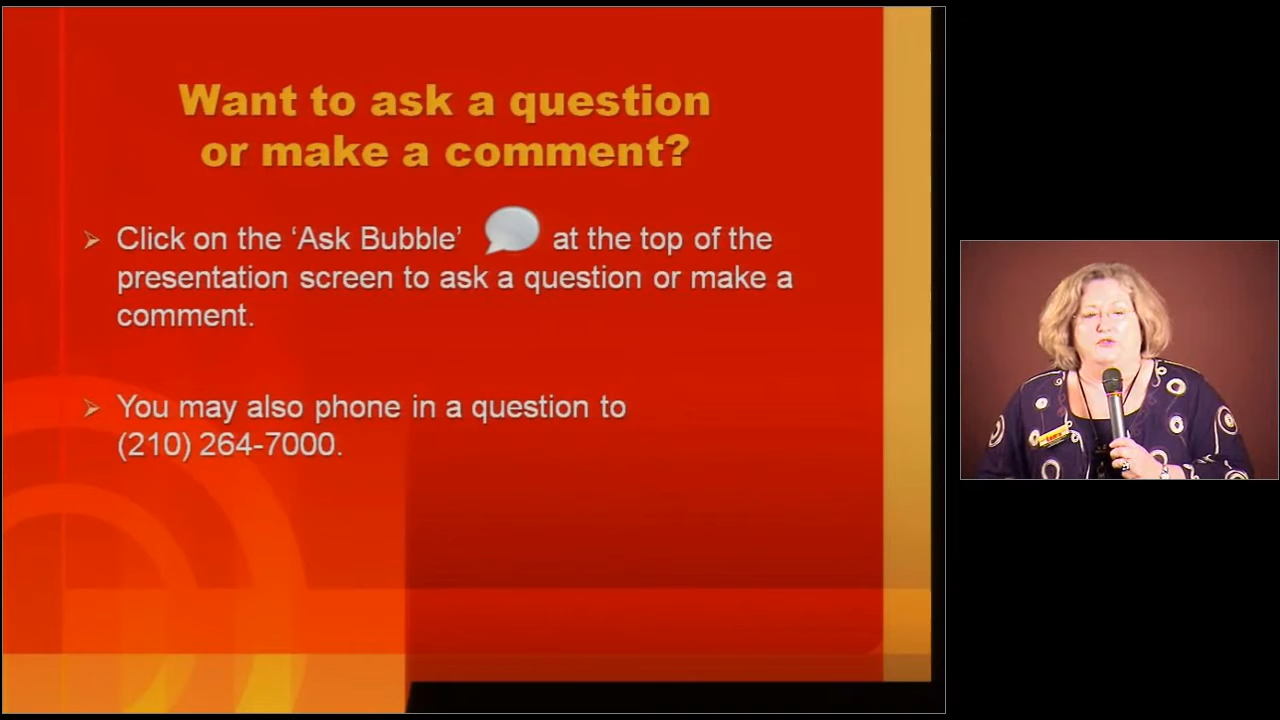 Want to ask a question
or make a comment?
➢ Click on the ‘Ask Bubble’ at the top of the
presentation screen to ask a question or make a
comment.
➢ You may also phone in a question to
(210) 264-7000.